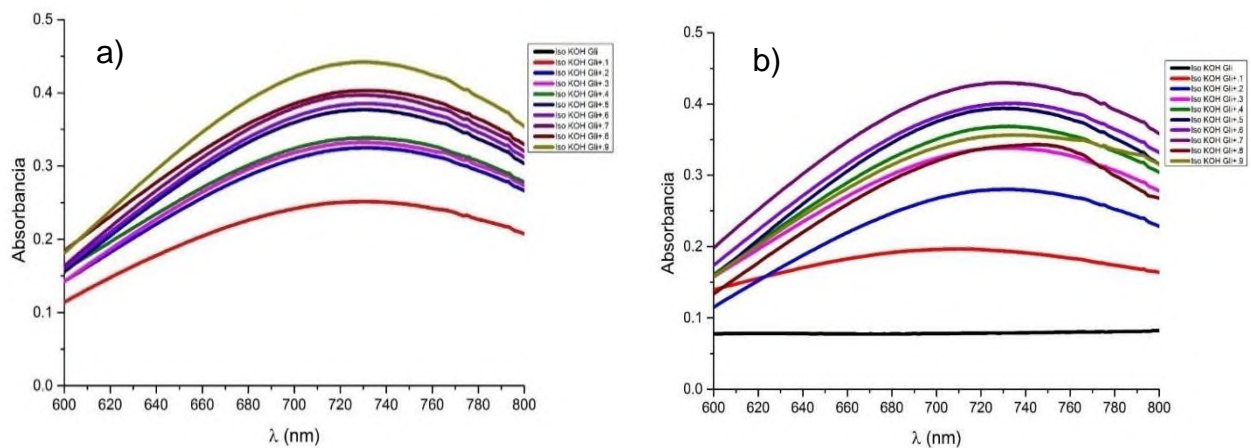 a)
0.5
0.4
0.3
0.2
0.1
0.0
Absorbancia
600 620 640 660 680 700 720 740 760 780 800
λ (nm)
Iso KOH Gli
Iso KOH Gli+.1
Iso KOH Gli+.2
Iso KOH Gli+.3
Iso KOH Gli+.4
Iso KOH Gli+.5
Iso KOH Gli+.6
Iso KOH Gli+.7
Iso KOH Gli+.8
Iso KOH Gli+.9
b)
0.5
0.4
0.3
0.2
0.1
0.0
Absorbancia
600 620 640 660 680 700 720 740 760 780 800
λ (nm)
Iso KOH Gli
Iso KOH Gli+.1
Iso KOH Gli+.2
Iso KOH Gli+.3
Iso KOH Gli+.4
Iso KOH Gli+.5
Iso KOH Gli+.6
Iso KOH Gli+.7
Iso KOH Gli+.8
Iso KOH Gli+.9